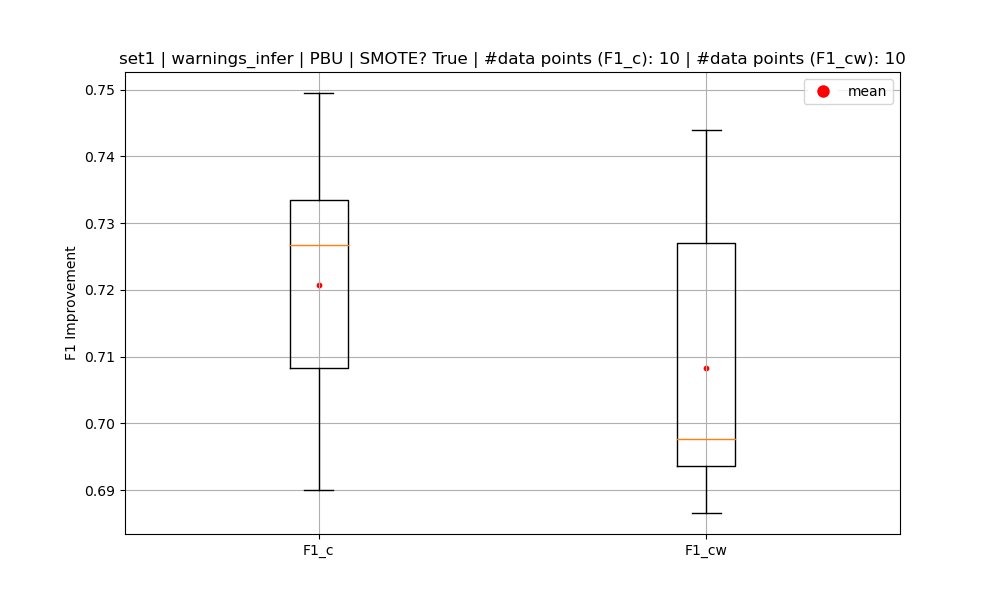 set1 | warnings_infer | PBU | SMOTE? True | #data points (F1_c): 10 | #data points (F1_cw): 10
mean
0.75
0.74
0.73
0.72
0.71
0.70
0.69
F1 Improvement
F1_c
F1_cw